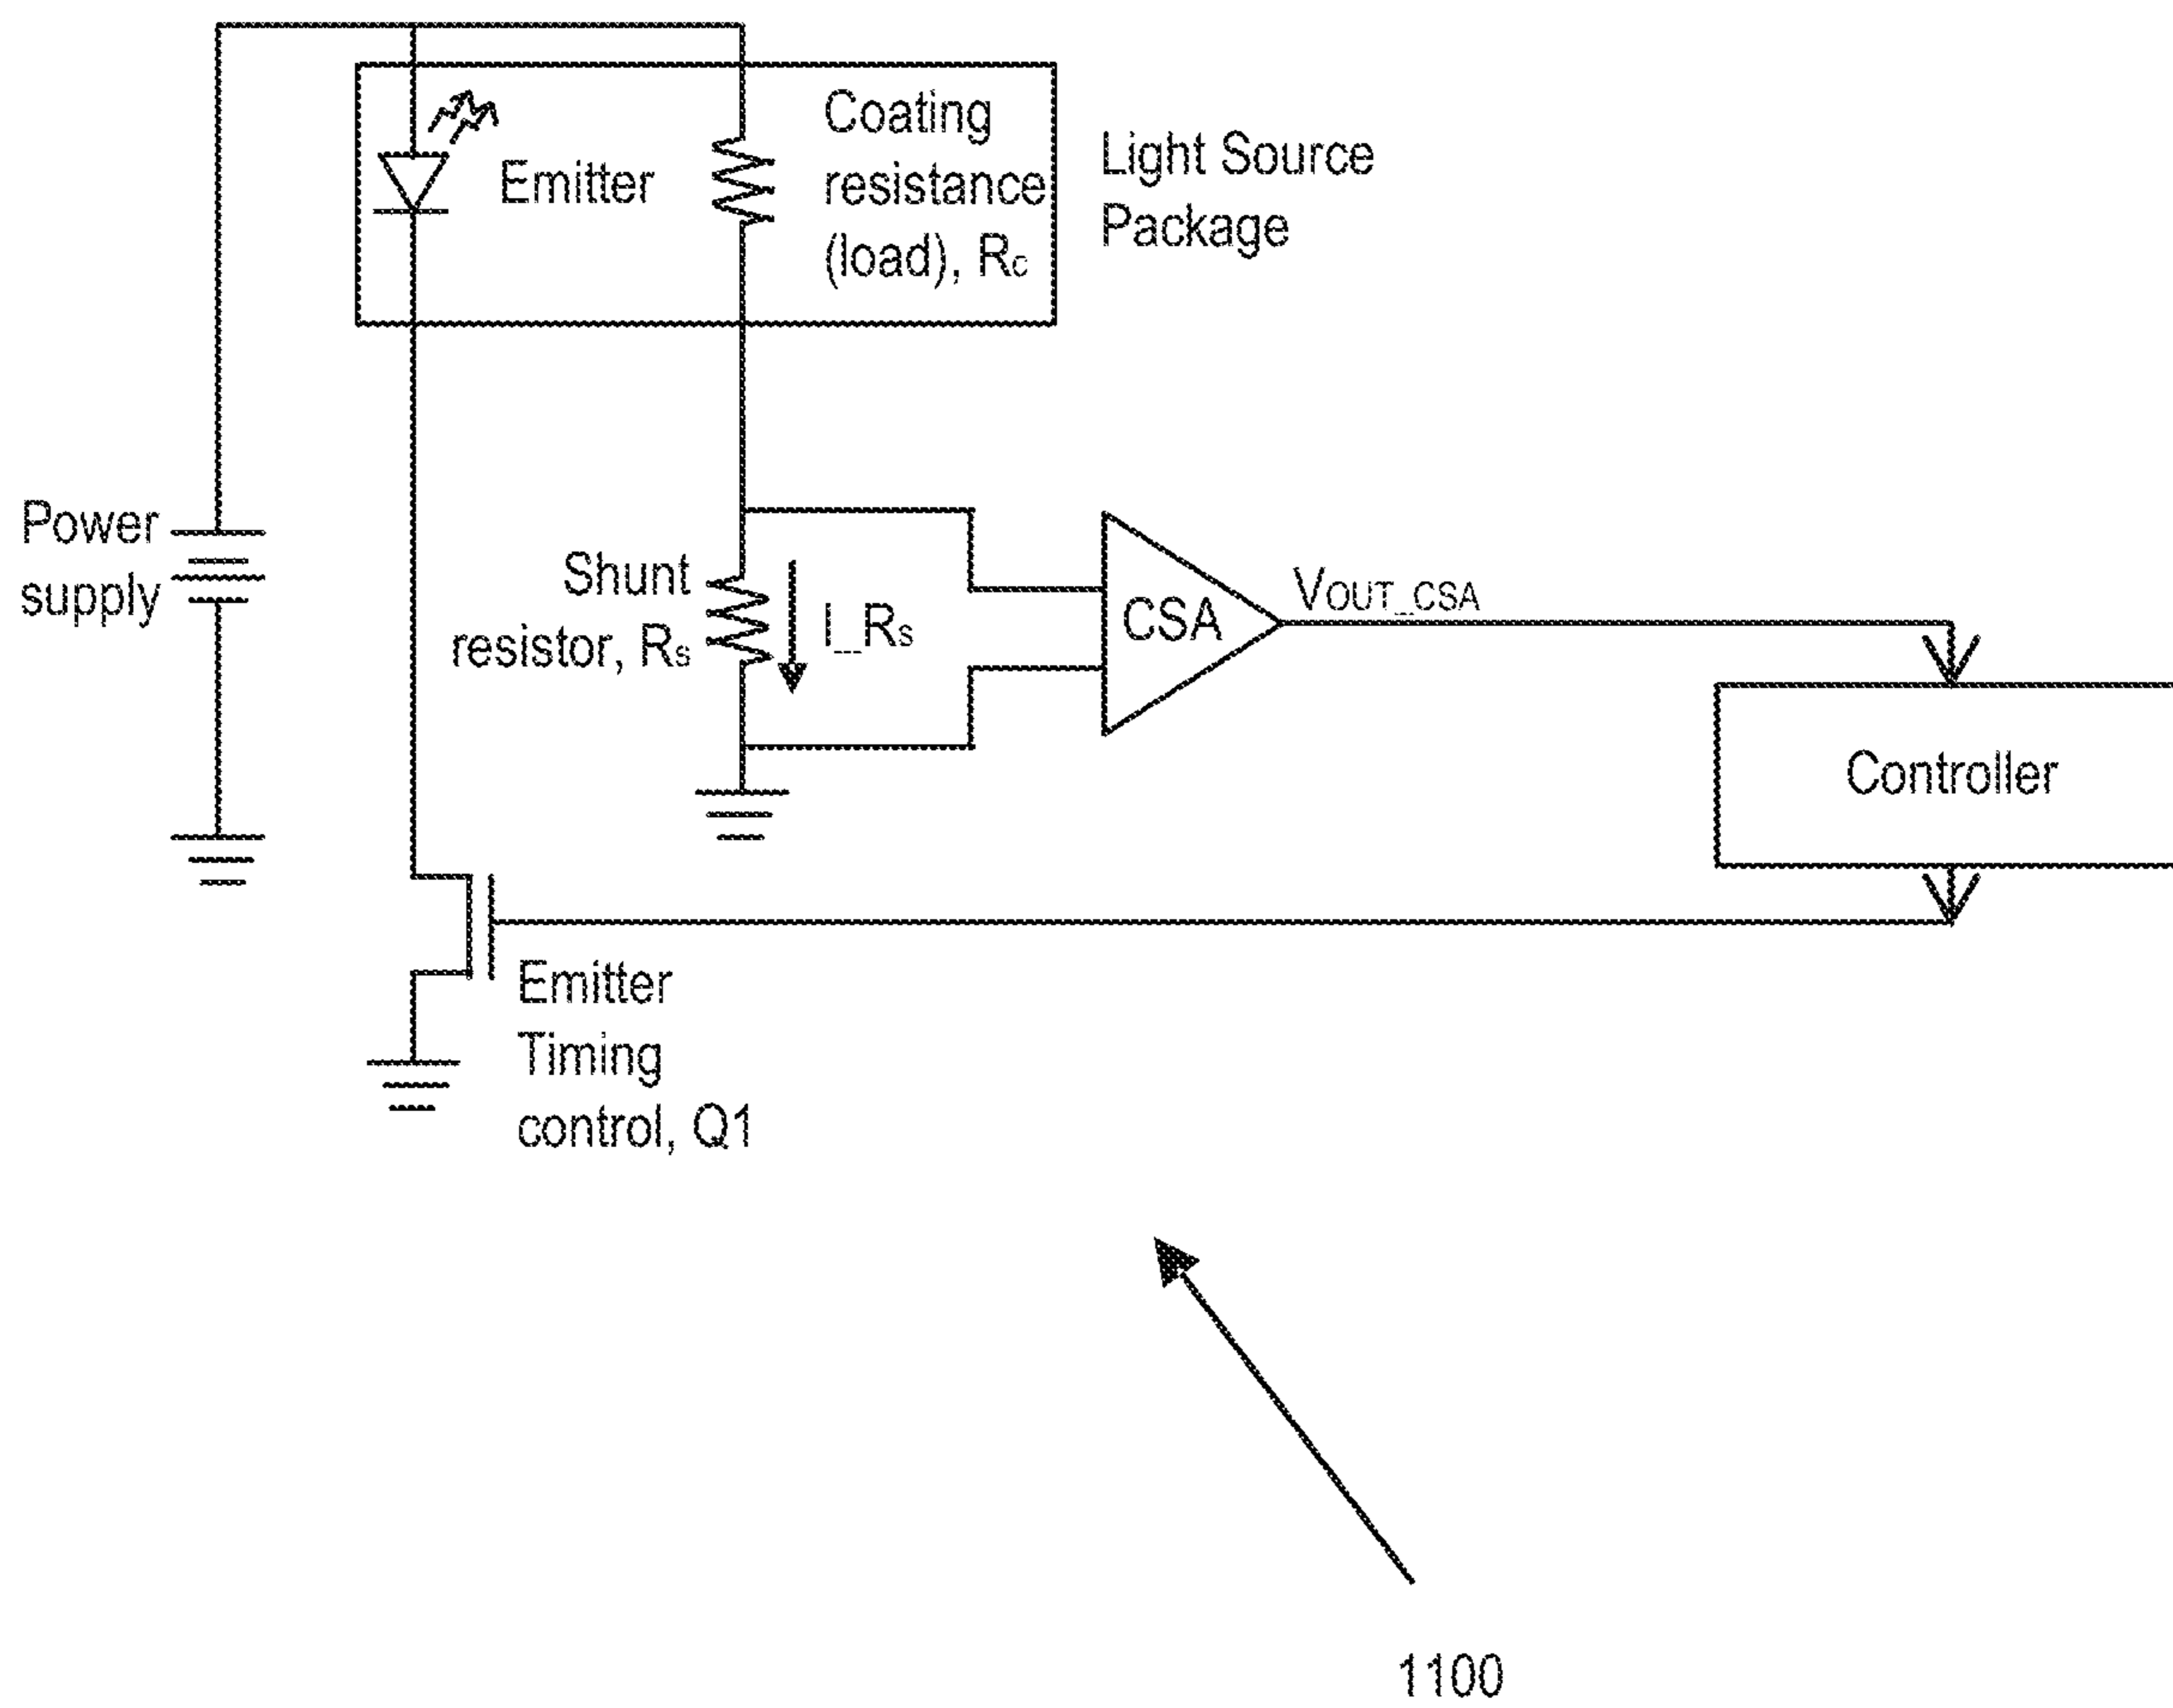 Coating
resistance
(load), Rc
Emitter
Light Source
Package
Power
supply
Shunt
resistor, Rs
I_Rs
CSA
VOUT_CSA
Controller
Emitter
Timing
control, Q1
1100